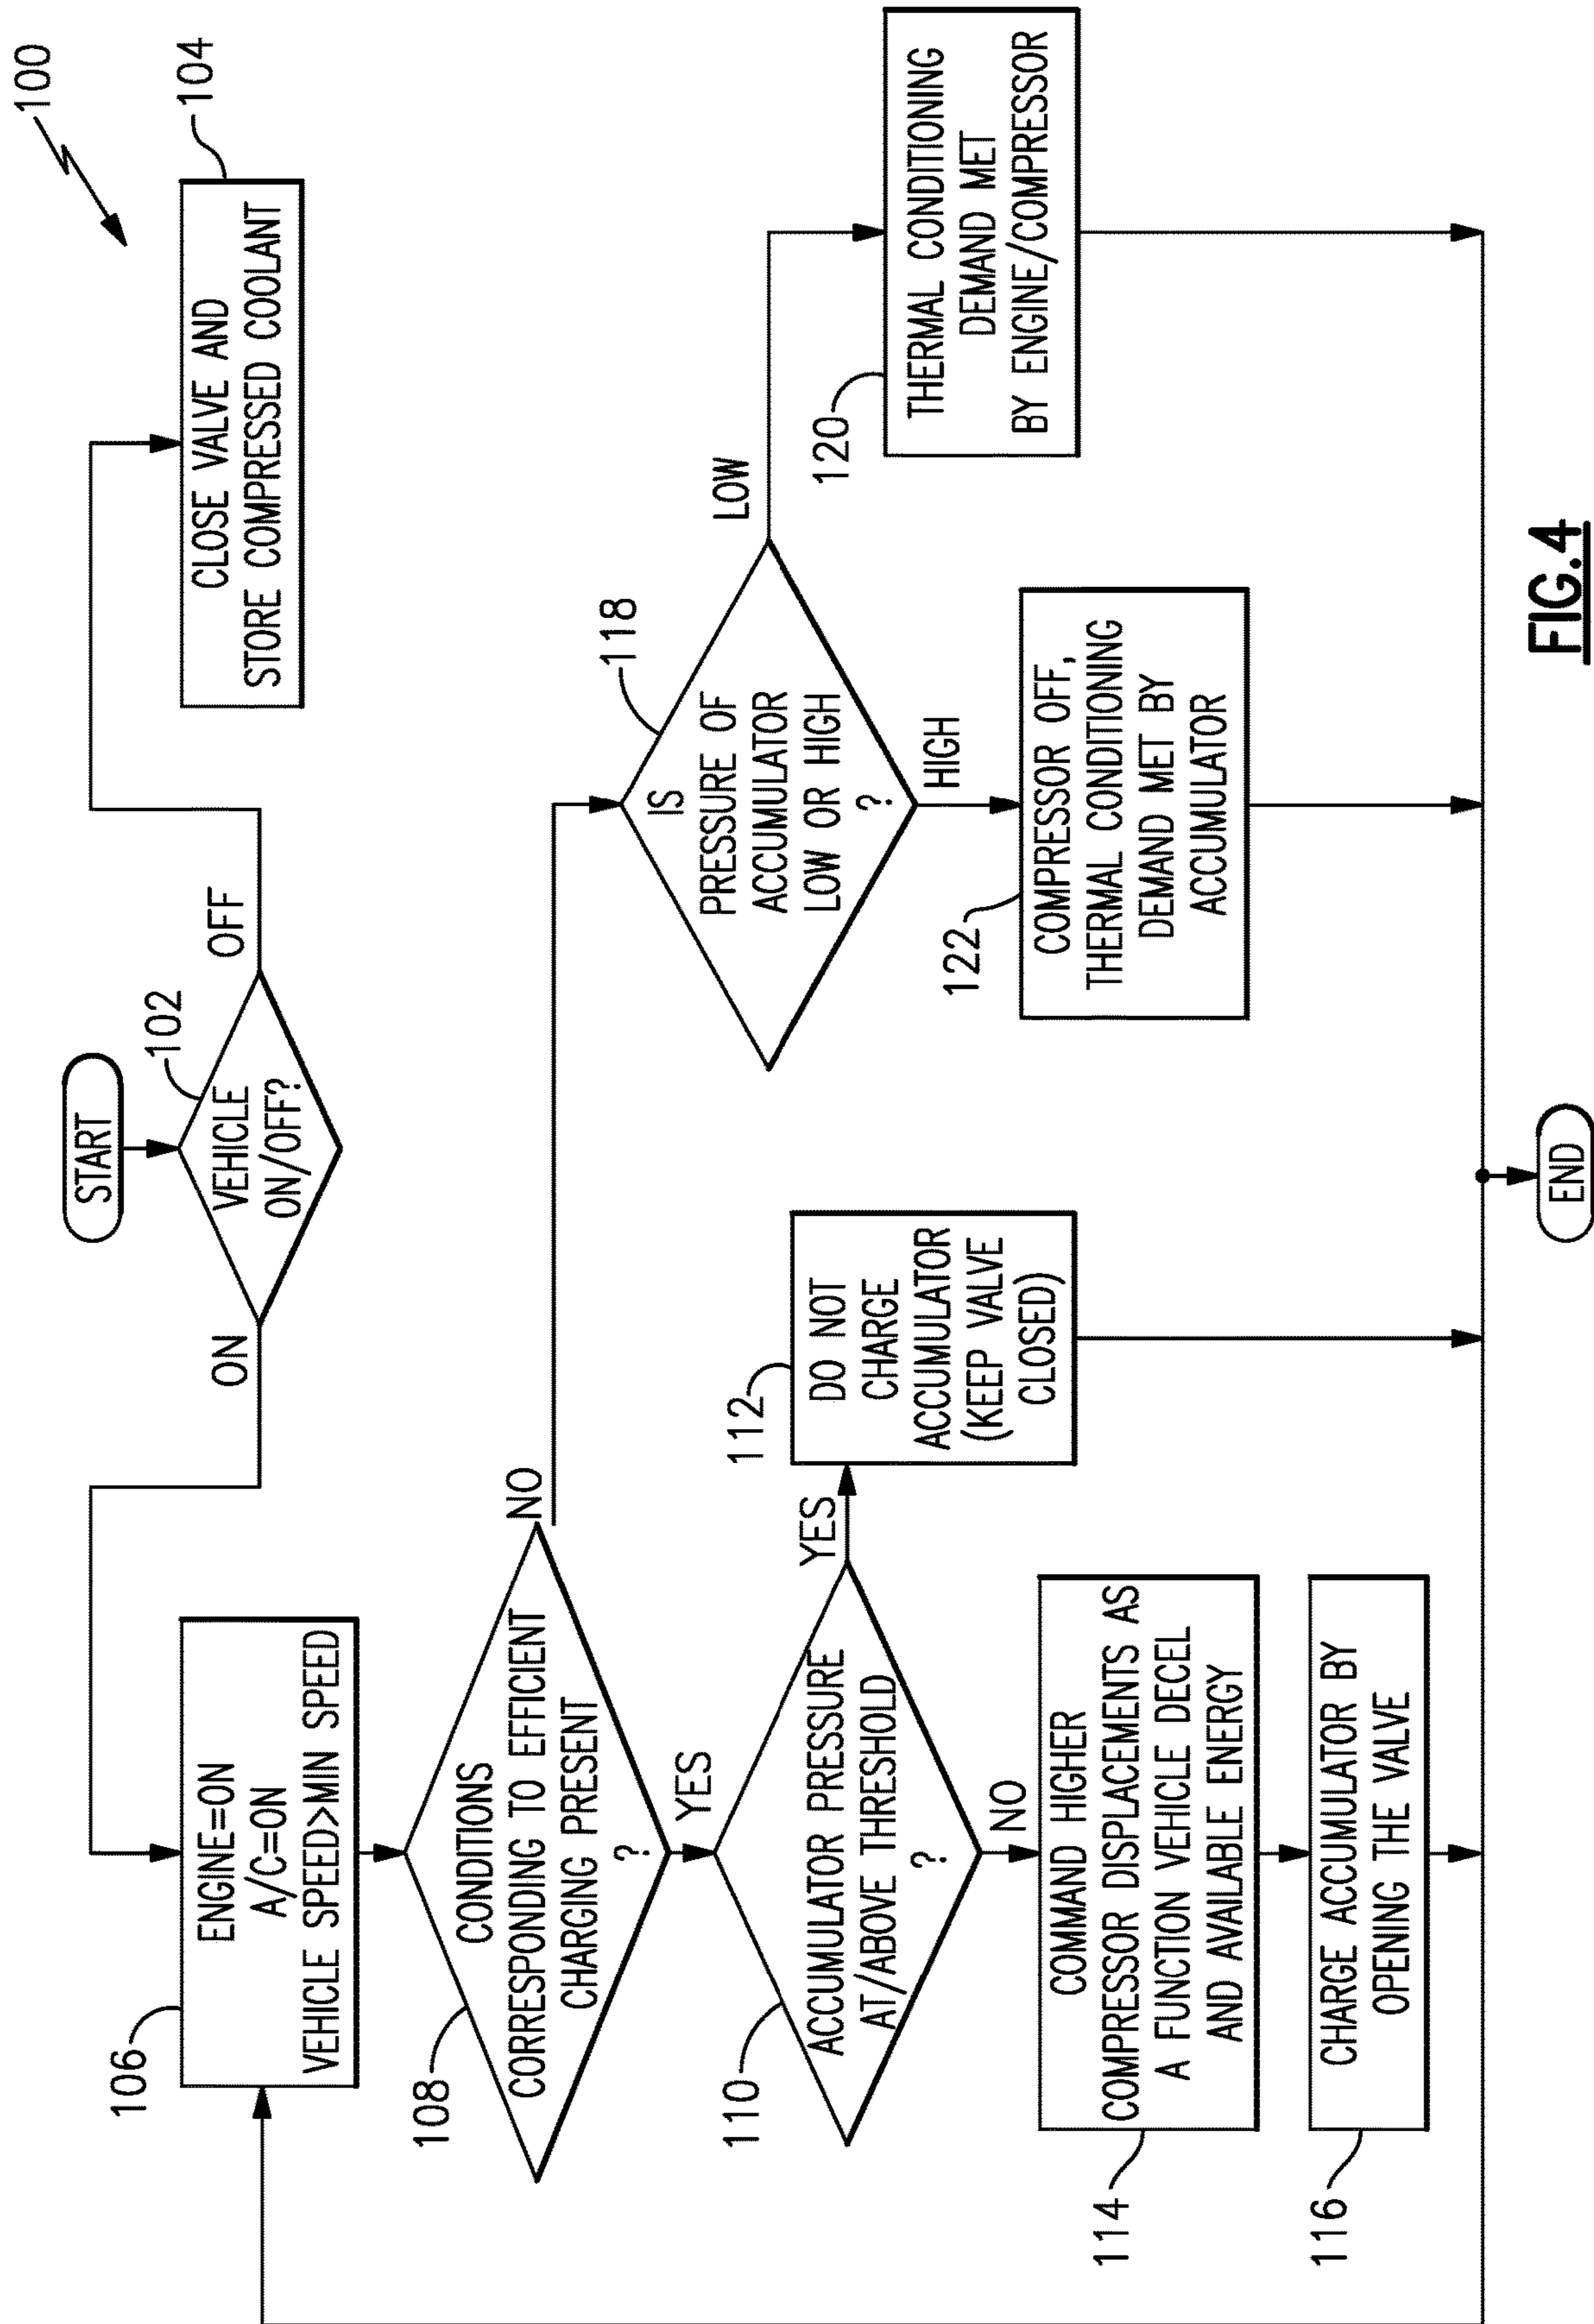 100
START
102
VEHICLE
ON/OFF?
ON
OFF
104
CLOSE VALVE AND
STORE COMPRESSED COOLANT
106
ENGINE=ON
A/C=ON
VEHICLE SPEED>MIN SPEED
108
CONDITIONS
CORRESPONDING TO EFFICIENT
CHARGING PRESENT
?
NO
YES
110
ACCUMULATOR PRESSURE
AT/ABOVE THRESHOLD
?
YES
NO
112
DO NOT
CHARGE
ACCUMULATOR
(KEEP VALVE
CLOSED)
114
COMMAND HIGHER
COMPRESSOR DISPLACEMENTS AS
A FUNCTION VEHICLE DECEL
AND AVAILABLE ENERGY
116
CHARGE ACCUMULATOR BY
OPENING THE VALVE
118
IS
PRESSURE OF
ACCUMULATOR
LOW OR HIGH
?
LOW
HIGH
120
THERMAL CONDITIONING
DEMAND MET
BY ENGINE/COMPRESSOR
122
COMPRESSOR OFF,
THERMAL CONDITIONING
DEMAND MET BY
ACCUMULATOR
END
FIG.4